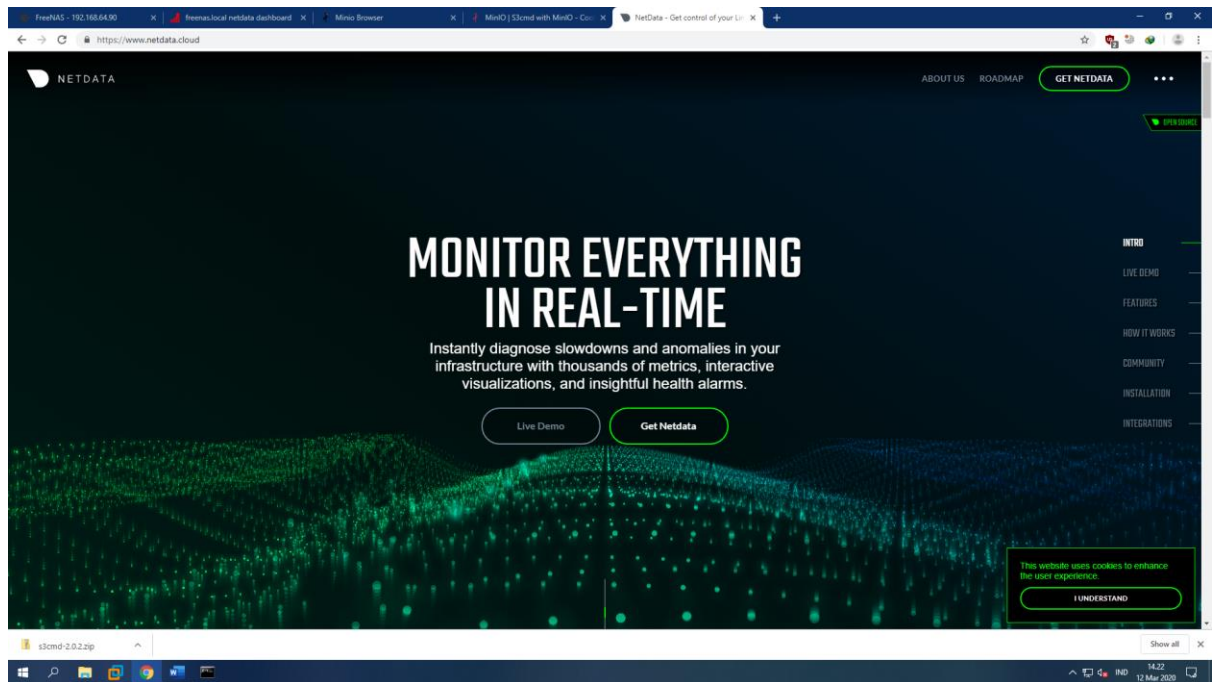 FreeNAS - 192.168.64.90
freenas.local netdata dashboard
Minio Browser
MinIO | S3cmd with MinIO - Coo
NetData - Get control of your Lin
https://www.netdata.cloud
NETDATA
ABOUT US ROADMAP GET NETDATA
OPEN SOURCE
MONITOR EVERYTHING
IN REAL-TIME
Instantly diagnose slowdowns and anomalies in your
infrastructure with thousands of metrics, interactive
visualizations, and insightful health alarms.
Live Demo Get Netdata
INTRO
LIVE DEMO
FEATURES
HOW IT WORKS
COMMUNITY
INSTALLATION
INTEGRATIONS
This website uses cookies to enhance
the user experience.
I UNDERSTAND
s3cmd-2.0.2.zip
Show all
IND
14.22
12 Mar 2020